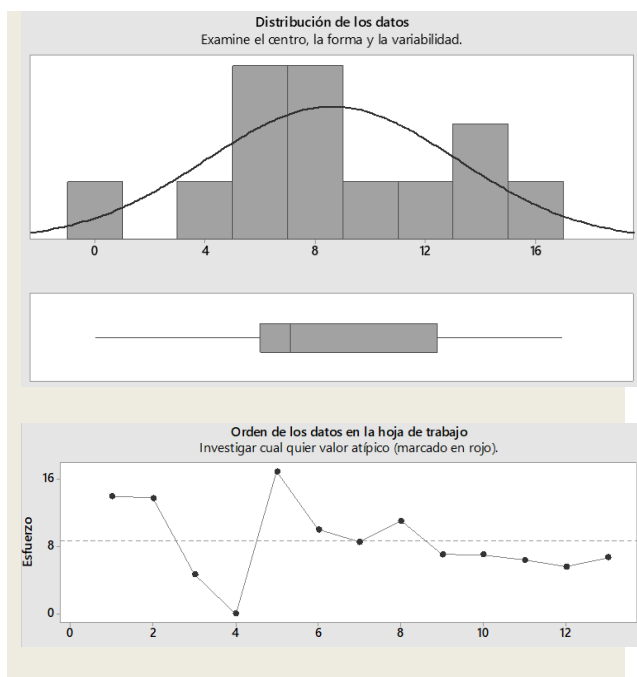 Distribución de los datos
Examine el centro, la forma y la variabilidad.
0 4 8 12 16
Orden de los datos en la hoja de trabajo
Investigar cual quier valor atípico (marcado en rojo).
16
8
0
Esfuerzo
0 2 4 6 8 10 12